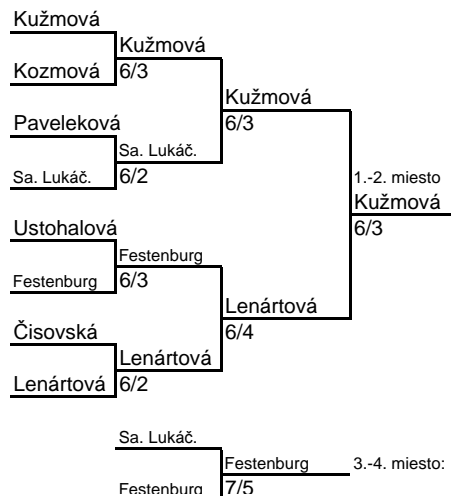 Kužmová
Kužmová
Kozmová
6/3
Kužmová
6/3
Paveleková
Sa. Lukáč.
Sa. Lukáč.
6/2
1.-2. miesto
Kužmová
6/3
Ustohalová
Festenburg
Festenburg
6/3
Lenártová
6/4
Čisovská
Lenártová
Lenártová
6/2
Sa. Lukáč.
Festenburg
3.-4. miesto:
Festenburg
7/5